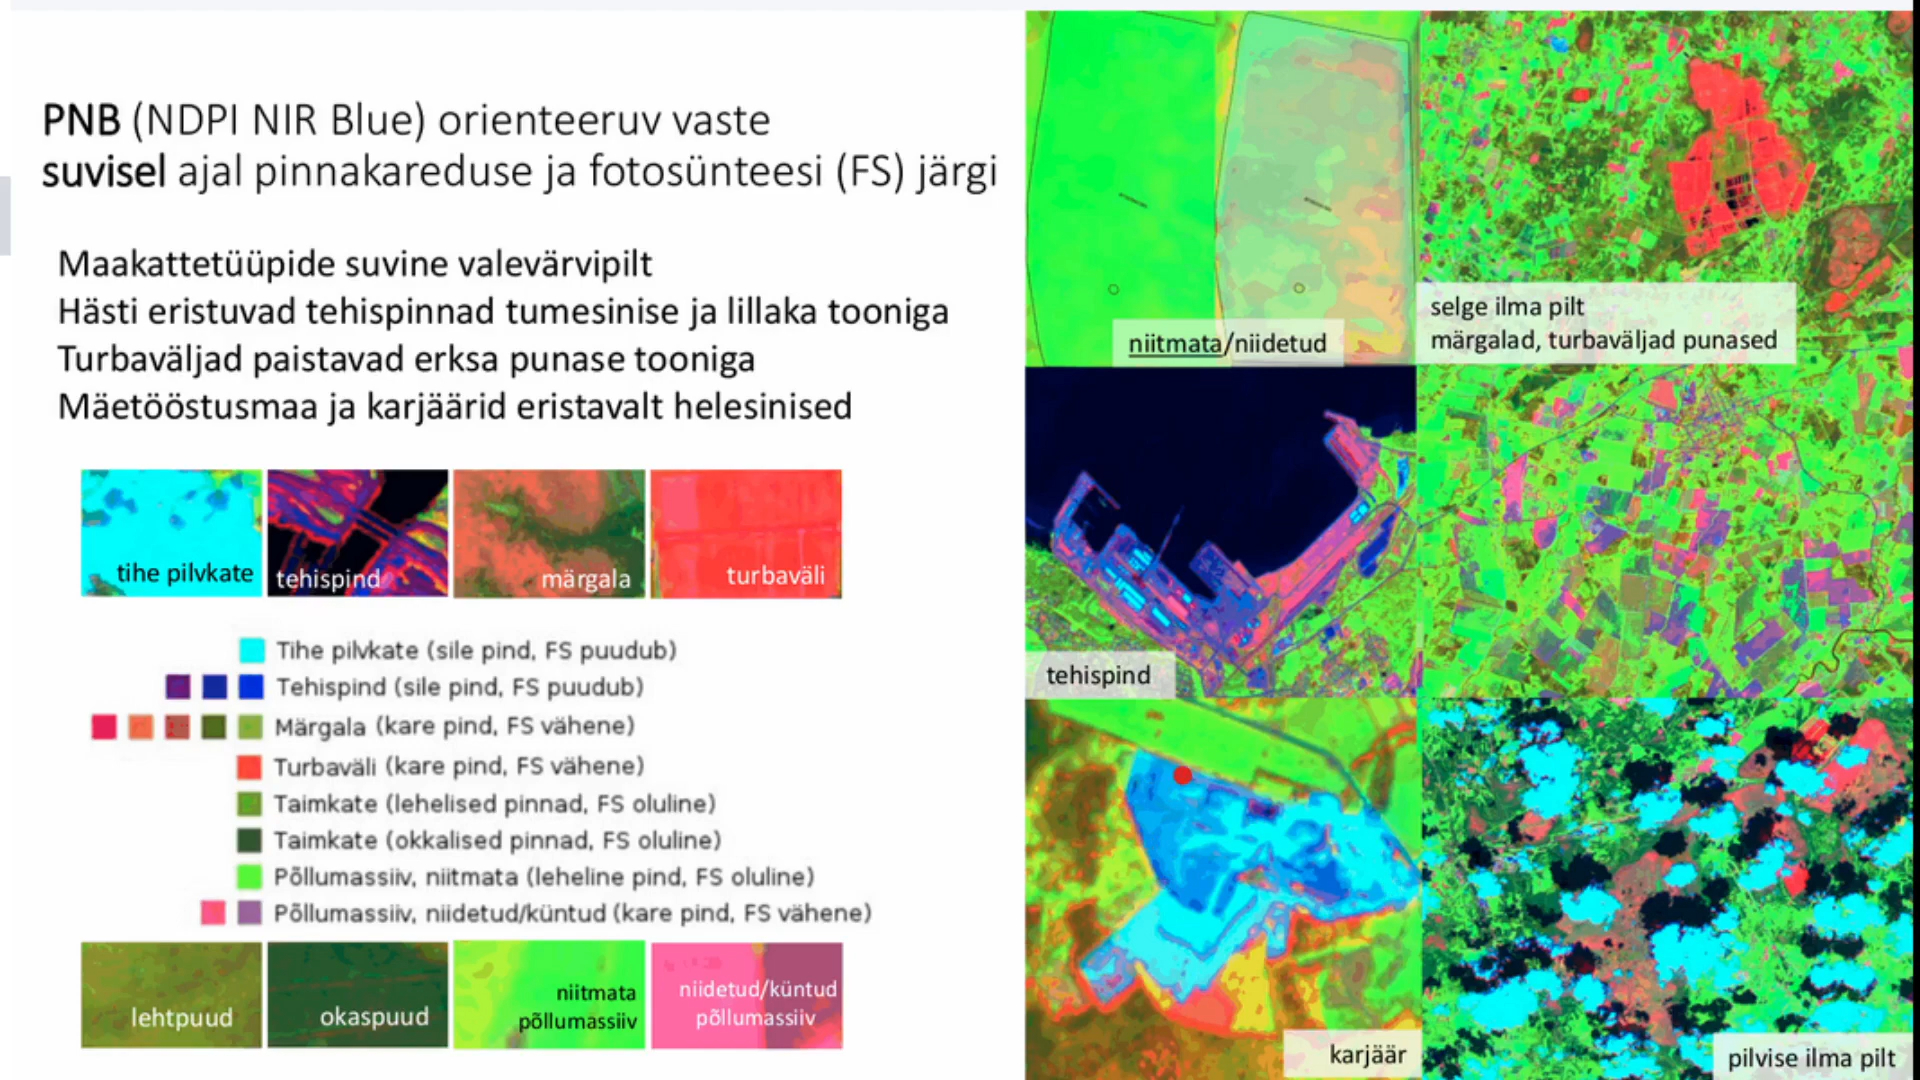 PNB (NDPI NIR Blue) orienteeruv vaste
suvisel ajal pinnakareduse ja fotosünteesi (FS) järgi
Maakattetüüpide suvine valevärvipilt
Hästi eristuvad tehispinnad tumesinise ja lillaka tooniga
Turbaväljad paistavad erksa punase tooniga
Mäetööstusmaa ja karjäärid eristavalt helesinised
tihe pilvkate
tehispind
märgala
turbaväli
Tihe pilvkate (sile pind, FS puudub)
Tehispind (sile pind, FS puudub)
Märgala (kare pind, FS vähene)
Turbaväli (kare pind, FS vähene)
Taimkate (lehelised pinnad, FS oluline)
Taimkate (okkalised pinnad, FS oluline)
Põllumassiiv, niitmata (leheline pind, FS oluline)
Põllumassiiv, niidetud/küntud (kare pind, FS vähene)
lehtpuud
okaspuud
niitmata
põllumassiiv
niidetud/küntud
põllumassiiv
niitmata/niidetud
selge ilma pilt
märgalad, turbaväljad punased
tehispind
karjäär
pilvise ilma pilt